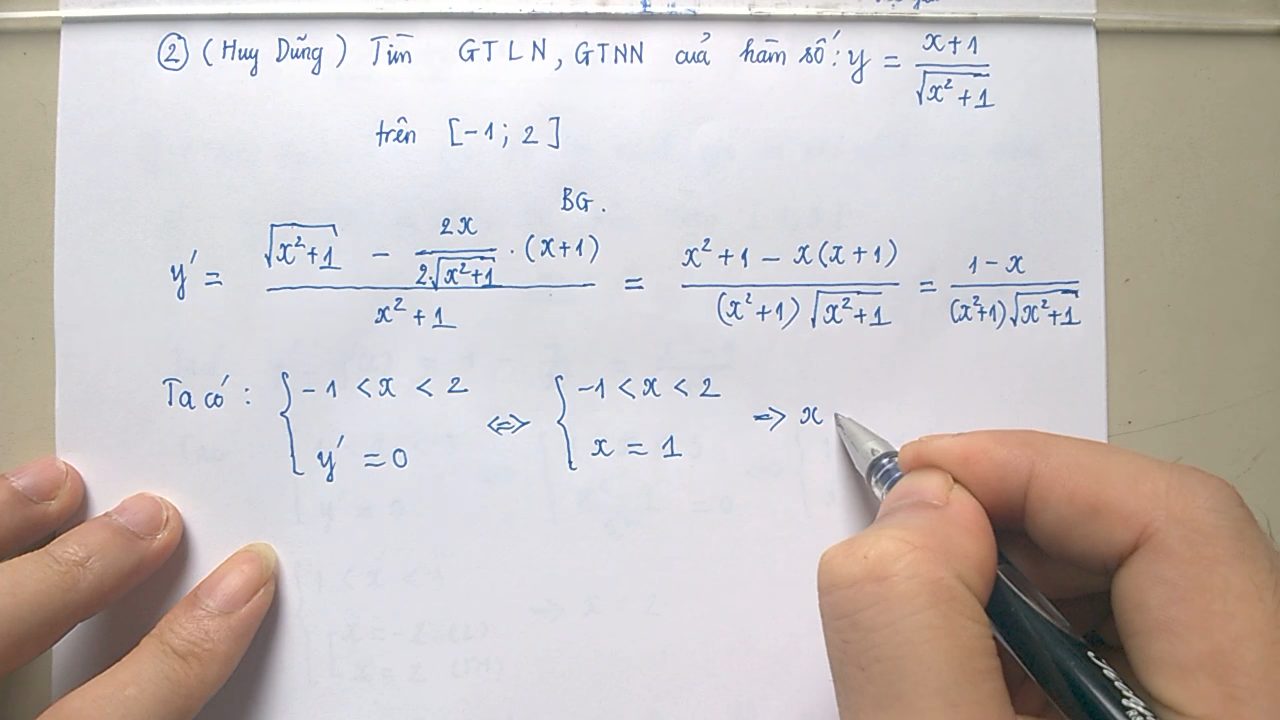 ② (Huy Dũng) Tìm GTLN, GTNN của hàm số: y = (x+1)/√(x²+1)
trên [-1; 2]
BG.
y' = (√(x²+1) - (2x)/(2√(x²+1)) . (x+1))/(x²+1) = (x²+1 - x(x+1))/((x²+1)√(x²+1)) = (1-x)/((x²+1)√(x²+1))
Ta có: { -1 < x < 2 ⇔ { -1 < x < 2 => x
y' = 0 x = 1